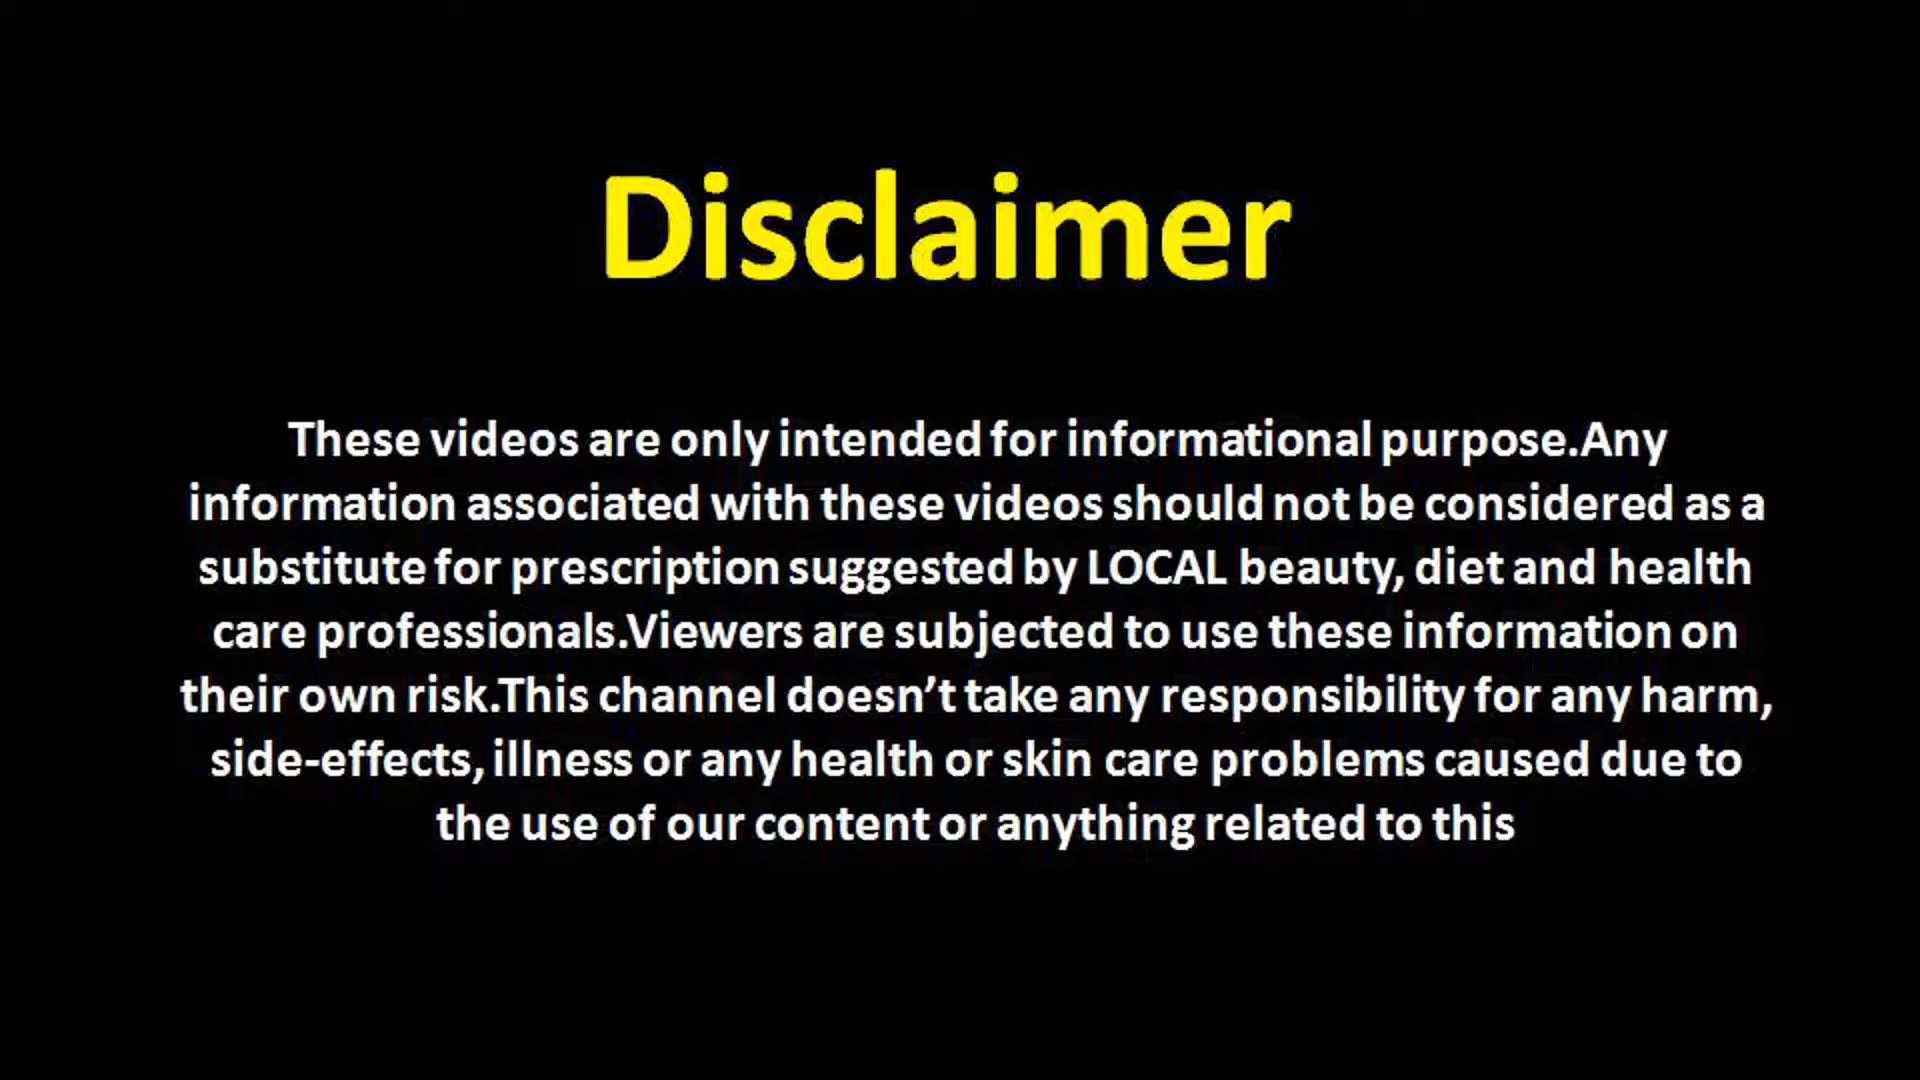 Disclaimer
These videos are only intended for informational purpose.Any
information associated with these videos should not be considered as a
substitute for prescription suggested by LOCAL beauty, diet and health
care professionals.Viewers are subjected to use these information on
their own risk.This channel doesn’t take any responsibility for any harm,
side-effects, illness or any health or skin care problems caused due to
the use of our content or anything related to this